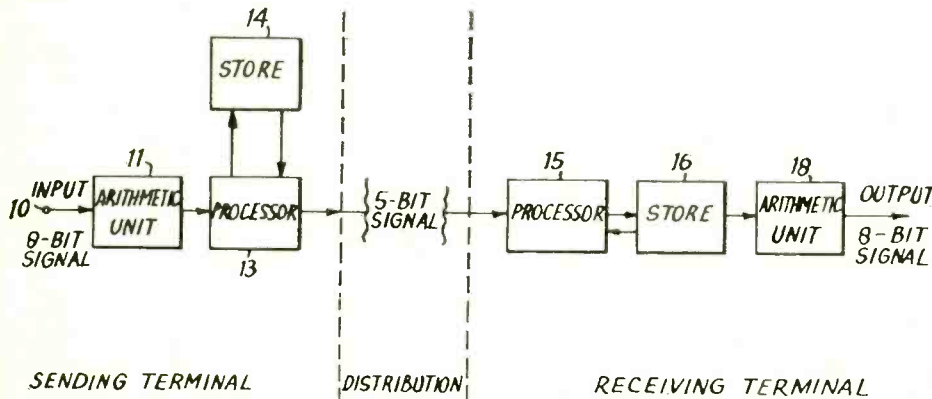 14
STORE
11
INPUT
10
ARITHMETIC
UNIT
8-BIT
SIGNAL
PROCESSOR
13
5-BIT
SIGNAL
15
PROCESSOR
16
STORE
18
ARITHMETIC
UNIT
OUTPUT
8-BIT
SIGNAL
SENDING TERMINAL
DISTRIBUTION
RECEIVING TERMINAL